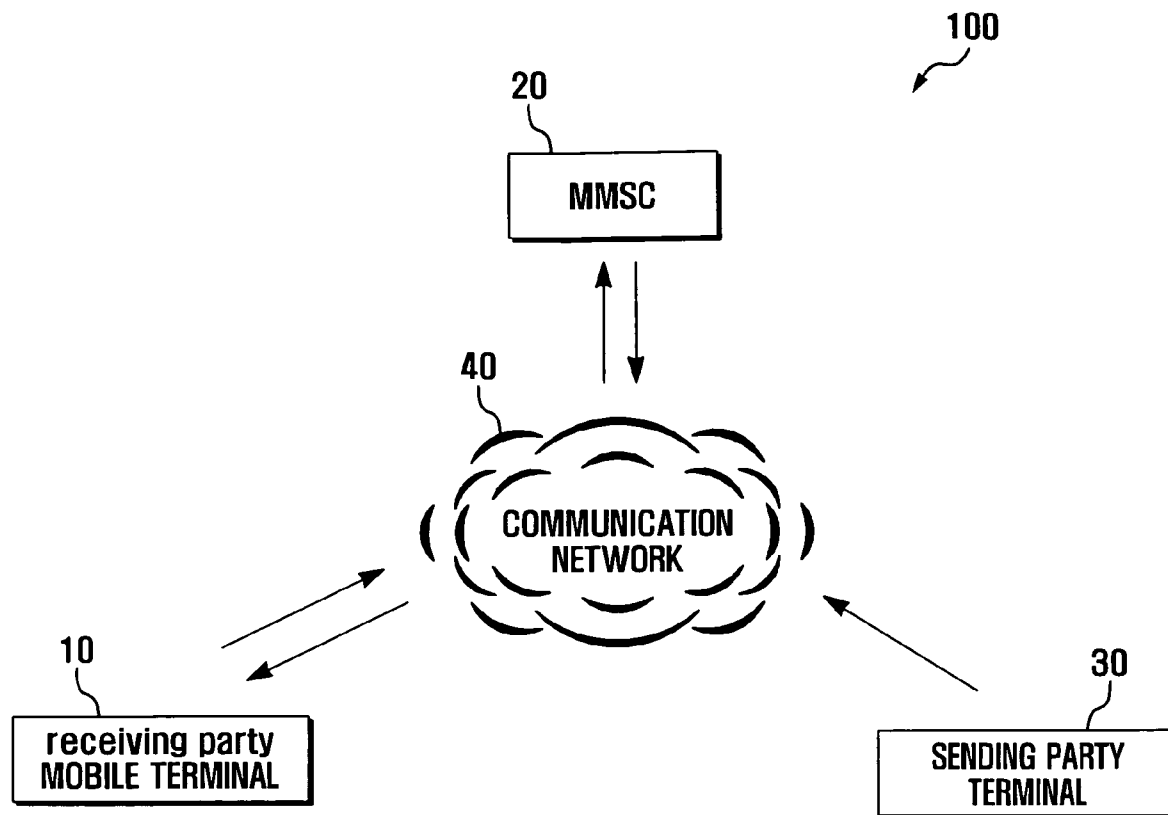 100
20
MMSC
40
COMMUNICATION
NETWORK
10
receiving party
MOBILE TERMINAL
30
SENDING PARTY
TERMINAL